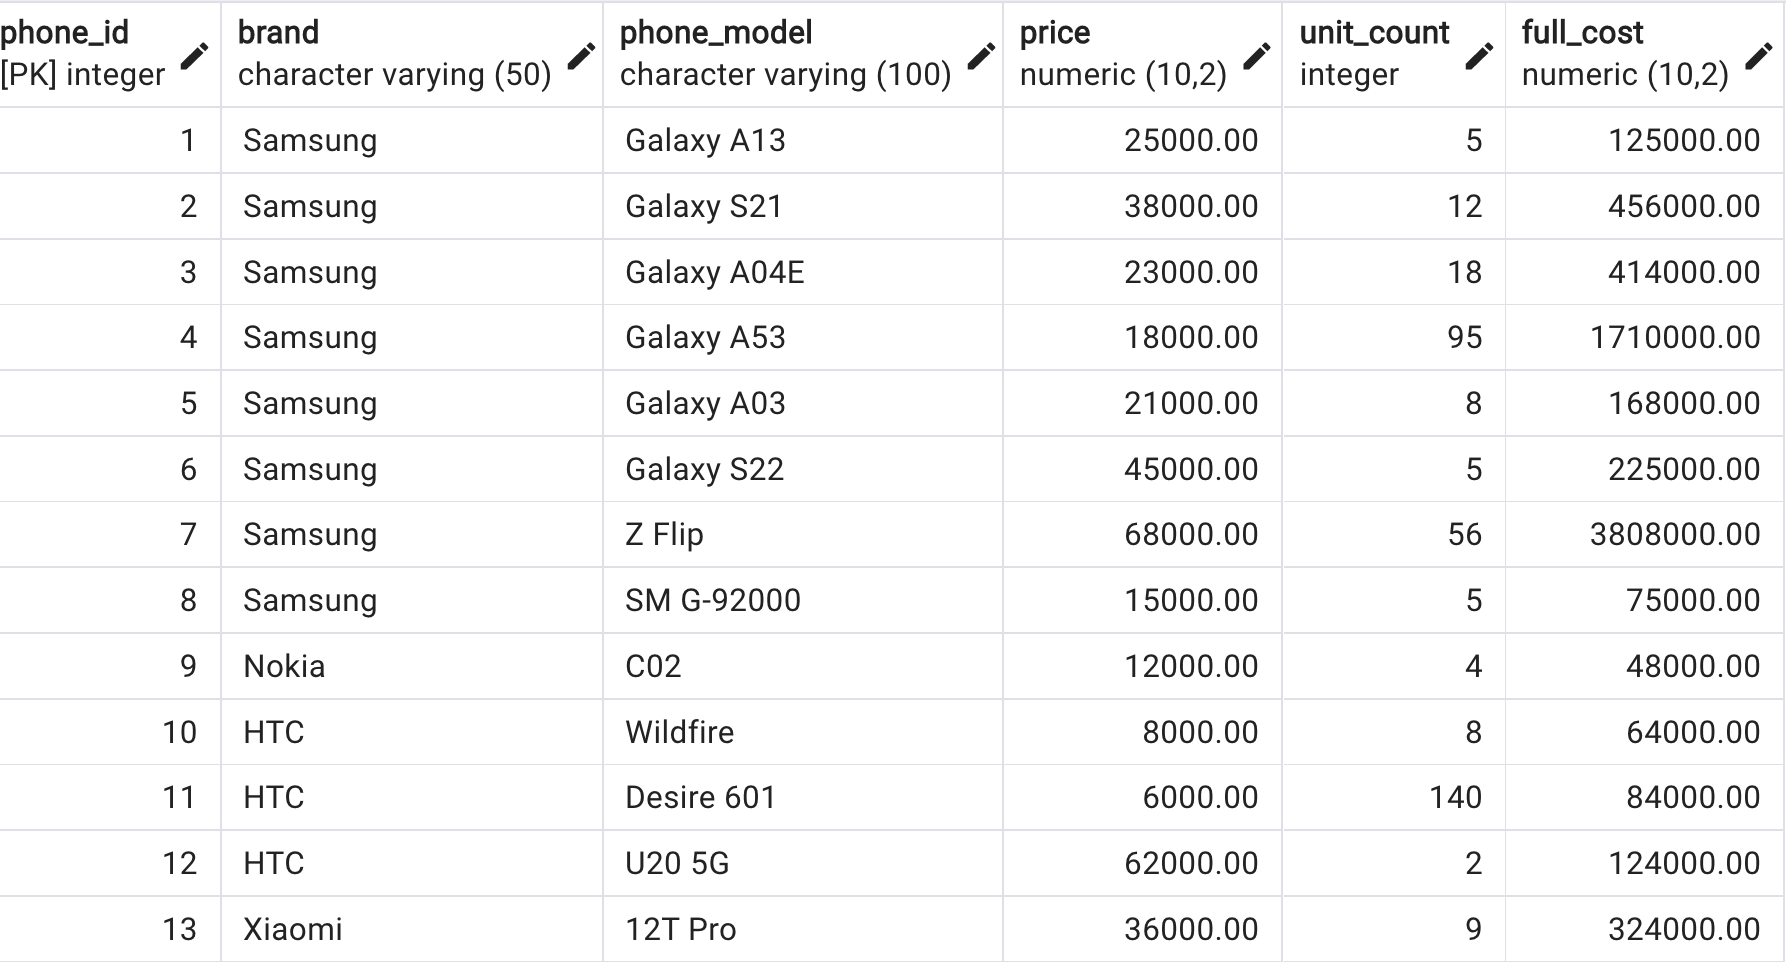 phone_id brand phone_model price unit_count full_cost
[PK] integer character varying (50) character varying (100) numeric (10,2) integer numeric (10,2)
1 Samsung Galaxy A13 25000.00 5 125000.00
2 Samsung Galaxy S21 38000.00 12 456000.00
3 Samsung Galaxy A04E 23000.00 18 414000.00
4 Samsung Galaxy A53 18000.00 95 1710000.00
5 Samsung Galaxy A03 21000.00 8 168000.00
6 Samsung Galaxy S22 45000.00 5 225000.00
7 Samsung Z Flip 68000.00 56 3808000.00
8 Samsung SM G-92000 15000.00 5 75000.00
9 Nokia C02 12000.00 4 48000.00
10 HTC Wildfire 8000.00 8 64000.00
11 HTC Desire 601 6000.00 140 84000.00
12 HTC U20 5G 62000.00 2 124000.00
13 Xiaomi 12T Pro 36000.00 9 324000.00